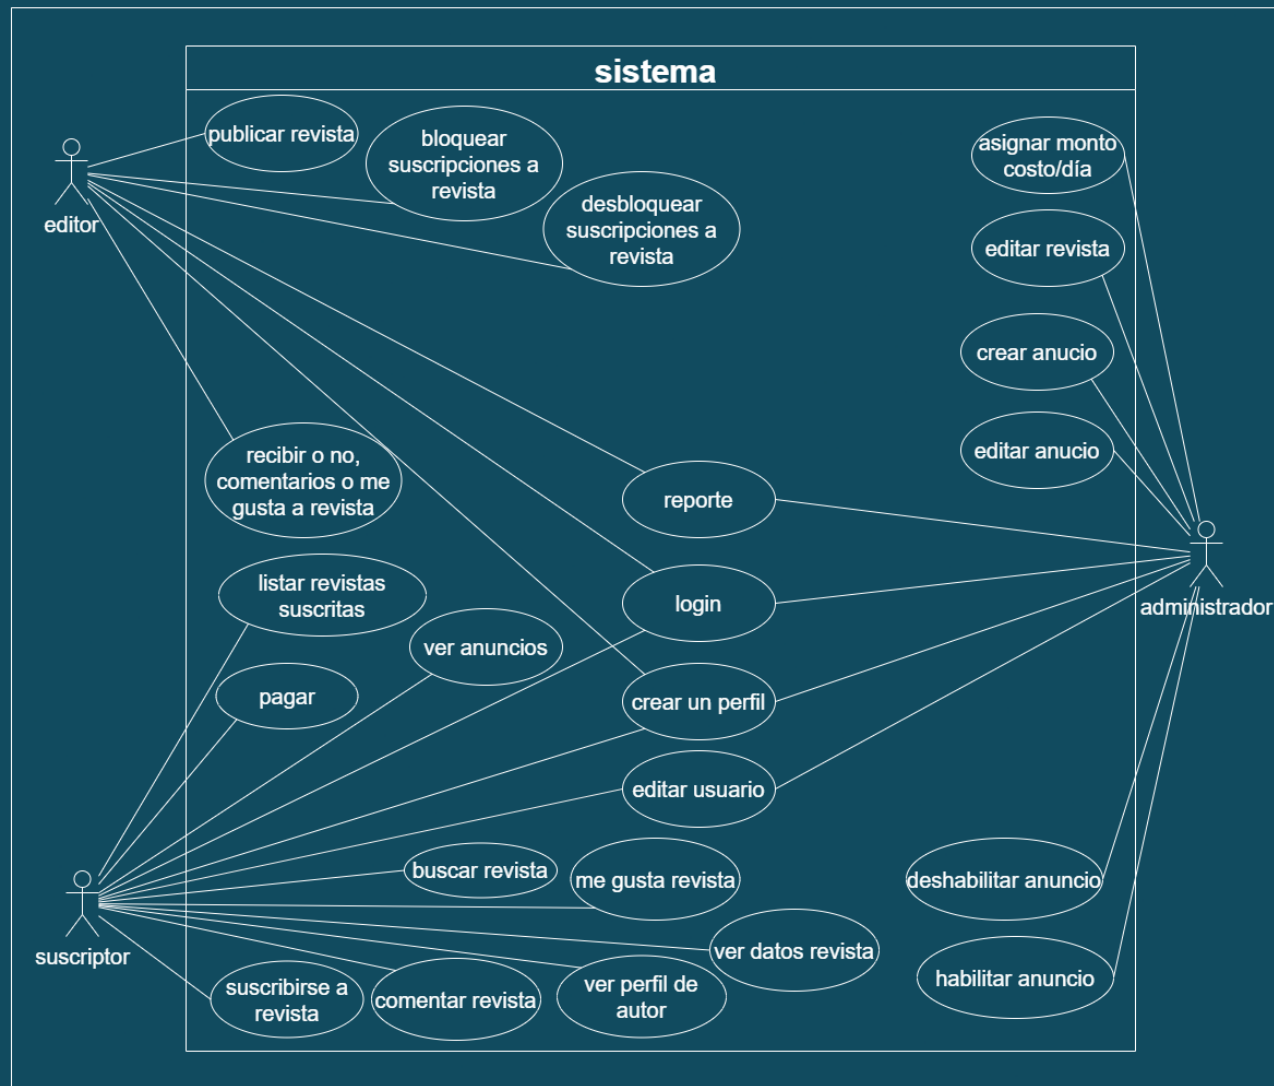 sistema
publicar revista
bloquear
suscripciones a
revista
desbloquear
suscripciones a
revista
asignar monto
costo/día
editar revista
crear anucio
editar anucio
editor
recibir o no,
comentarios o me
gusta a revista
reporte
login
administrador
listar revistas
suscritas
ver anuncios
pagar
crear un perfil
editar usuario
buscar revista
me gusta revista
deshabilitar anuncio
suscriptor
ver datos revista
habilitar anuncio
suscribirse a
revista
comentar revista
ver perfil de
autor